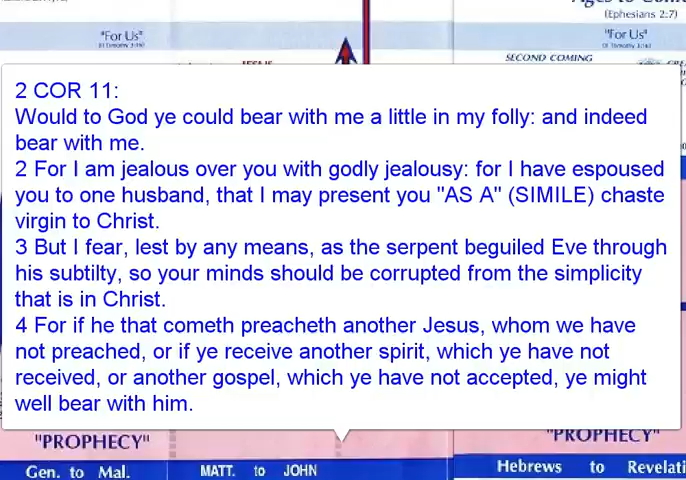 Ages to Come
(Ephesians 2:7)
"For Us"
"For Us"
(II Timothy 3:16)
SECOND COMING
2 COR 11:
Would to God ye could bear with me a little in my folly: and indeed
bear with me.
2 For I am jealous over you with godly jealousy: for I have espoused
you to one husband, that I may present you "AS A" (SIMILE) chaste
virgin to Christ.
3 But I fear, lest by any means, as the serpent beguiled Eve through
his subtilty, so your minds should be corrupted from the simplicity
that is in Christ.
4 For if he that cometh preacheth another Jesus, whom we have
not preached, or if ye receive another spirit, which ye have not
received, or another gospel, which ye have not accepted, ye might
well bear with him.
"PROPHECY"
"PROPHECY"
Gen. to Mal.
MATT. to JOHN
Hebrews to Revelati